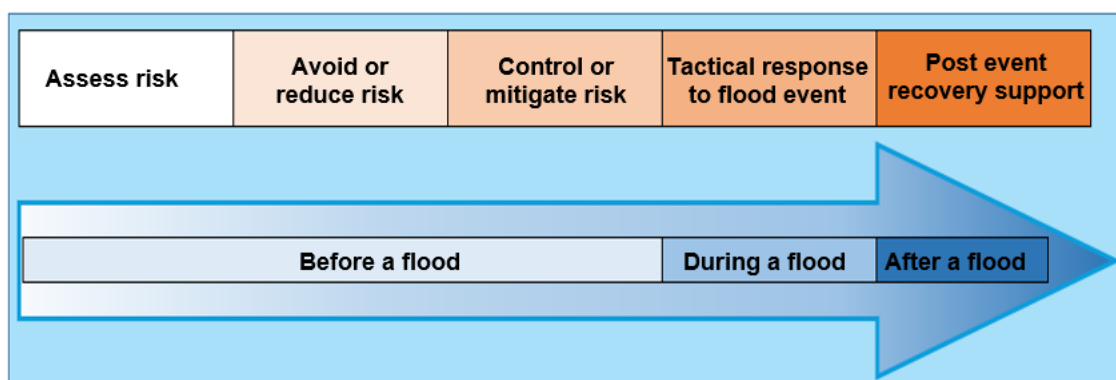 Assess risk
Avoid or
reduce risk
Control or
mitigate risk
Tactical response
to flood event
Post event
recovery support
Before a flood
During a flood
After a flood